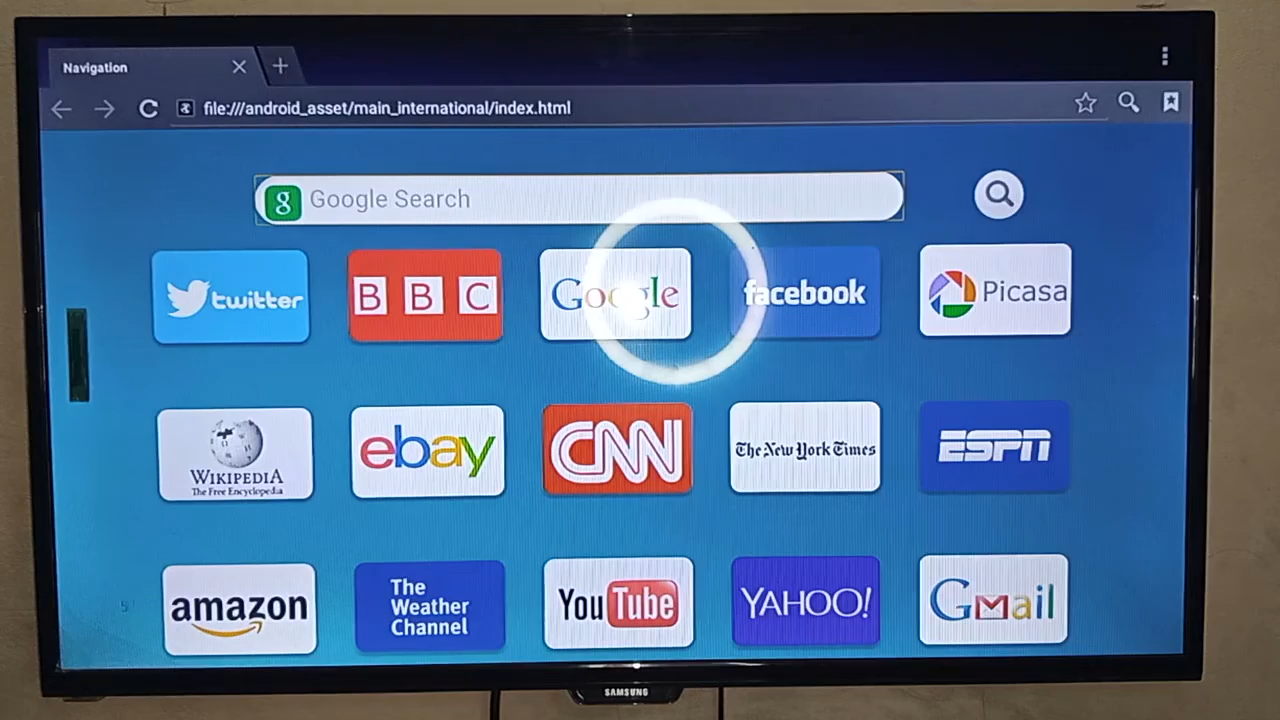 Navigation
file:///android_asset/main_international/index.html
g Google Search
twitter
BBC
Google
facebook
Picasa
WIKIPEDIA
The Free Encyclopedia
ebay
CNN
The New York Times
ESPN
amazon
The
Weather
Channel
YouTube
YAHOO!
Gmail
SAMSUNG